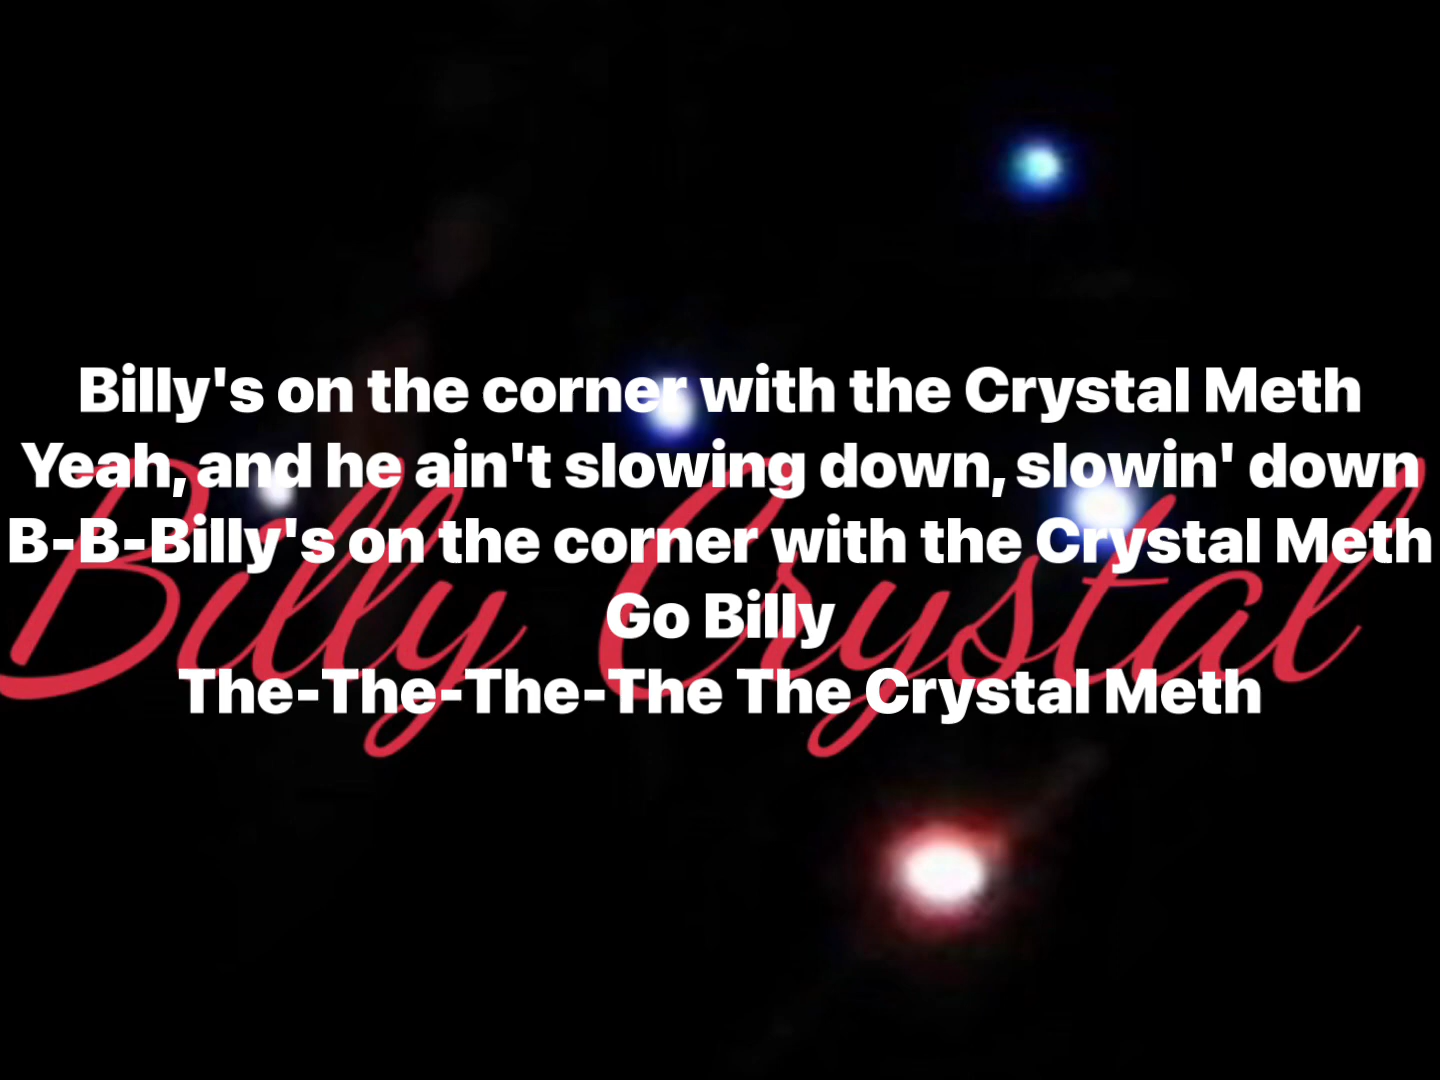 Billy's on the corner with the Crystal Meth
Yeah, and he ain't slowing down, slowin' down
B-B-Billy's on the corner with the Crystal Meth
Go Billy
The-The-The-The The Crystal Meth
Billy Crystal